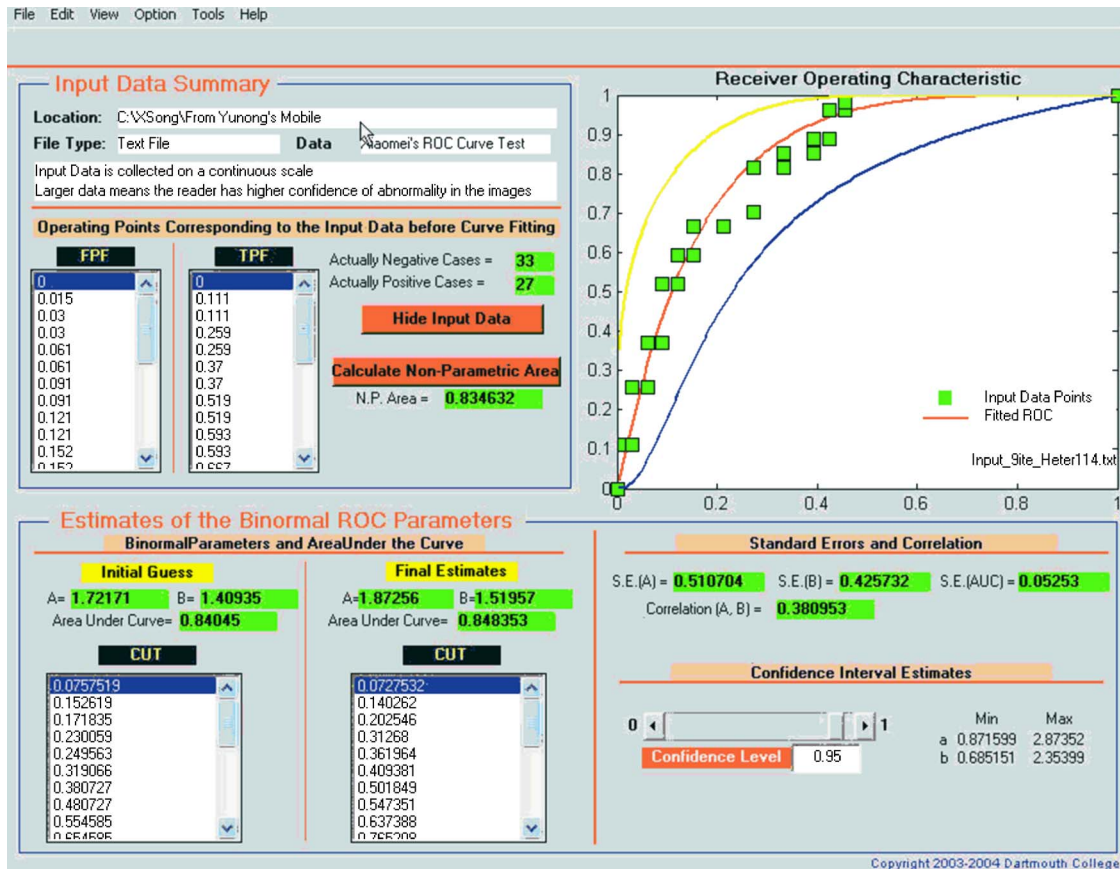 File Edit View Option Tools Help
Input Data Summary
Location: C:\XSong\From Yunong's Mobile
File Type: Text File Data Xiaomei's ROC Curve Test
Input Data is collected on a continuous scale
Larger data means the reader has higher confidence of abnormality in the images
Operating Points Corresponding to the Input Data before Curve Fitting
FPF
0
0.015
0.03
0.03
0.061
0.061
0.091
0.091
0.121
0.121
0.152
0.152
TPF
0
0.111
0.111
0.259
0.259
0.37
0.37
0.519
0.519
0.593
0.593
0.667
Actually Negative Cases = 33
Actually Positive Cases = 27
Hide Input Data
Calculate Non-Parametric Area
N.P. Area = 0.834632
Receiver Operating Characteristic
1
0.9
0.8
0.7
0.6
0.5
0.4
0.3
0.2
0.1
0
0 0.2 0.4 0.6 0.8 1
Input Data Points
Fitted ROC
Input_9ite_Heter114.txt
Estimates of the Binormal ROC Parameters
BinormalParameters and AreaUnder the Curve
Initial Guess
A= 1.72171 B= 1.40935
Area Under Curve= 0.84045
CUT
0.0757519
0.152619
0.171835
0.230059
0.249563
0.319066
0.380727
0.480727
0.554585
0.654585
Final Estimates
A=1.87256 B=1.51957
Area Under Curve= 0.848353
CUT
0.0727532
0.140262
0.202546
0.31268
0.361964
0.409381
0.501849
0.547351
0.637388
0.765208
Standard Errors and Correlation
S.E.(A) = 0.510704 S.E.(B) = 0.425732 S.E.(AUC) = 0.05253
Correlation (A, B) = 0.380953
Confidence Interval Estimates
0 1
Confidence Level 0.95
Min Max
a 0.871599 2.87352
b 0.685151 2.35399
Copyright 2003-2004 Dartmouth College